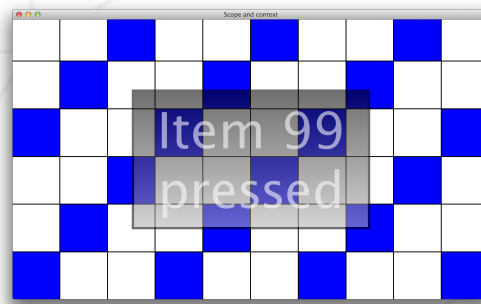 Scope and context
Item 99
pressed